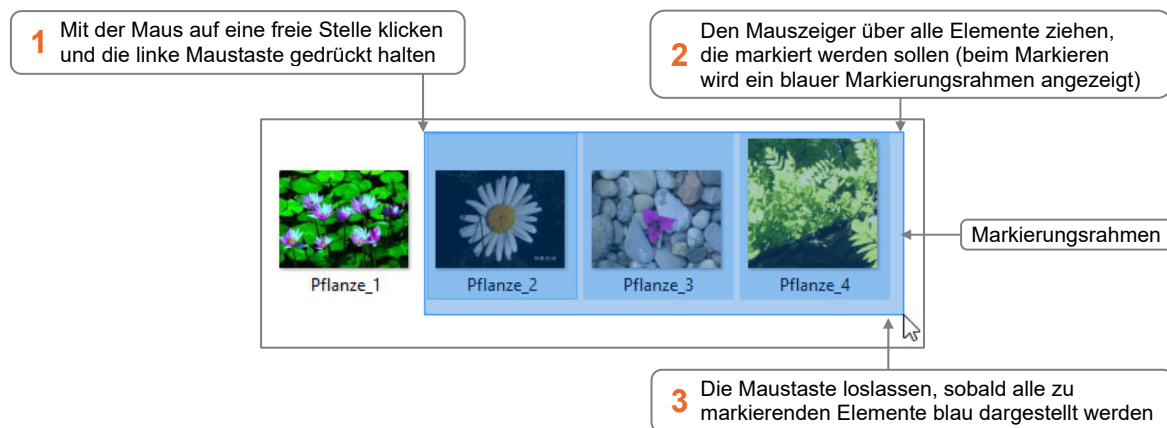 1 Mit der Maus auf eine freie Stelle klicken
und die linke Maustaste gedrückt halten
2 Den Mauszeiger über alle Elemente ziehen,
die markiert werden sollen (beim Markieren
wird ein blauer Markierungsrahmen angezeigt)
Pflanze_1
Pflanze_2
Pflanze_3
Pflanze_4
Markierungsrahmen
3 Die Maustaste loslassen, sobald alle zu
markierenden Elemente blau dargestellt werden